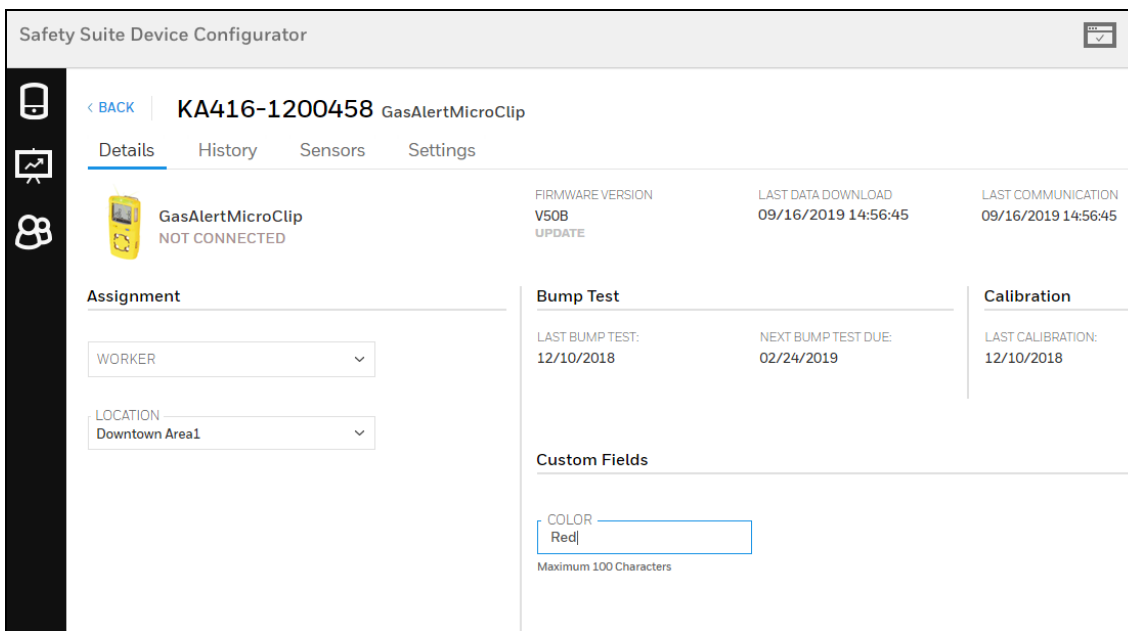 Safety Suite Device Configurator
< BACK
KA416-1200458 GasAlertMicroClip
Details History Sensors Settings
GasAlertMicroClip
NOT CONNECTED
FIRMWARE VERSION
V50B
UPDATE
LAST DATA DOWNLOAD
09/16/2019 14:56:45
LAST COMMUNICATION
09/16/2019 14:56:45
Assignment
WORKER
LOCATION
Downtown Area1
Bump Test
LAST BUMP TEST:
12/10/2018
NEXT BUMP TEST DUE:
02/24/2019
Calibration
LAST CALIBRATION:
12/10/2018
Custom Fields
COLOR
Red
Maximum 100 Characters